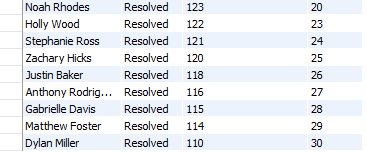 Noah Rhodes Resolved 123 20
Holly Wood Resolved 122 23
Stephanie Ross Resolved 121 24
Zachary Hicks Resolved 120 25
Justin Baker Resolved 118 26
Anthony Rodrig... Resolved 116 27
Gabrielle Davis Resolved 115 28
Matthew Foster Resolved 114 29
Dylan Miller Resolved 110 30